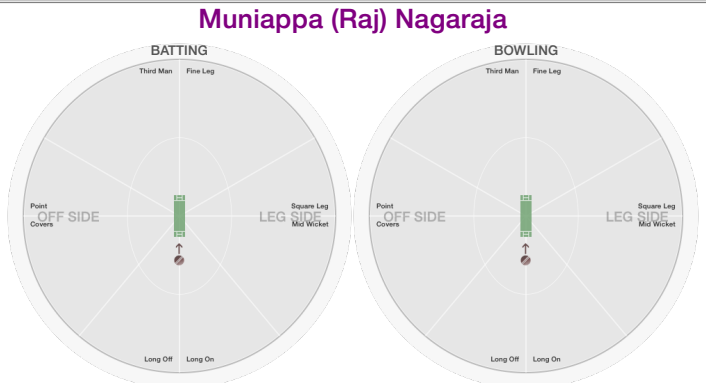 Muniappa (Raj) Nagaraja
BATTING
Third Man Fine Leg
Point
OFF SIDE
Covers
Square Leg
LEG SIDE
Mid Wicket
Long Off Long On
BOWLING
Third Man Fine Leg
Point
OFF SIDE
Covers
Square Leg
LEG SIDE
Mid Wicket
Long Off Long On